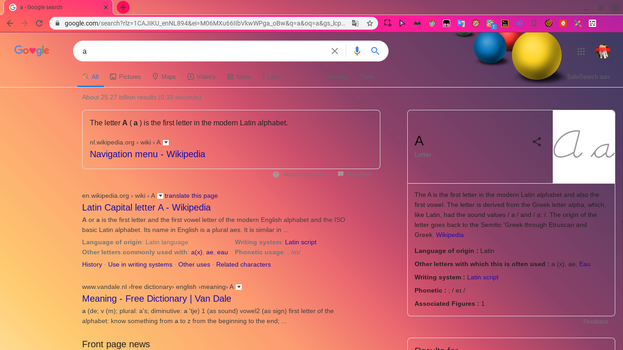 a - Google Search
google.com/search?rlz=1CAJIKU_enNL894&ei=M06MXu66IIbVkwWPga_oBw&q=a&oq=a&gs_lcp...
Google
a
All
Pictures
Maps
About 25.27 billion results
SafeSearch on
The letter A ( a ) is the first letter in the modern Latin alphabet.
nl.wikipedia.org › wiki › A
Navigation menu - Wikipedia
en.wikipedia.org › wiki › A translate this page
Latin Capital letter A - Wikipedia
A or a is the first letter and the first vowel letter of the modern English alphabet and the ISO
basic Latin alphabet. Its name in English is a plural aes. It is similar in ...
Language of origin: Latin language
Writing system: Latin script
Other letters commonly used with: a(x), ae, eau
Phonetic usage:
History · Use in writing systems · Other uses · Related characters
www.vandale.nl ›free dictionary› english ›meaning› A
Meaning - Free Dictionary | Van Dale
a (de; v (m); plural: a's; diminutive: a 'tje) 1 (as sound) vowel2 (as sign) first letter of the
alphabet: know something from a to z from the beginning to the end; ...
Front page news
A
Letter
A a
The A is the first letter in the modern Latin alphabet and also the
first vowel. The letter is derived from the Greek letter alpha, which,
like Latin, had the sound values / a / and / a: /. The origin of the
letter goes back to the Semitic 'Greek through Etruscan and
Greek. Wikipedia
Language of origin : Latin
Other letters with which this is often used : a (x), ae, Eau
Writing system : Latin script
Phonetic : ; / eɪ /
Associated Figures : 1
Feedback
Results for